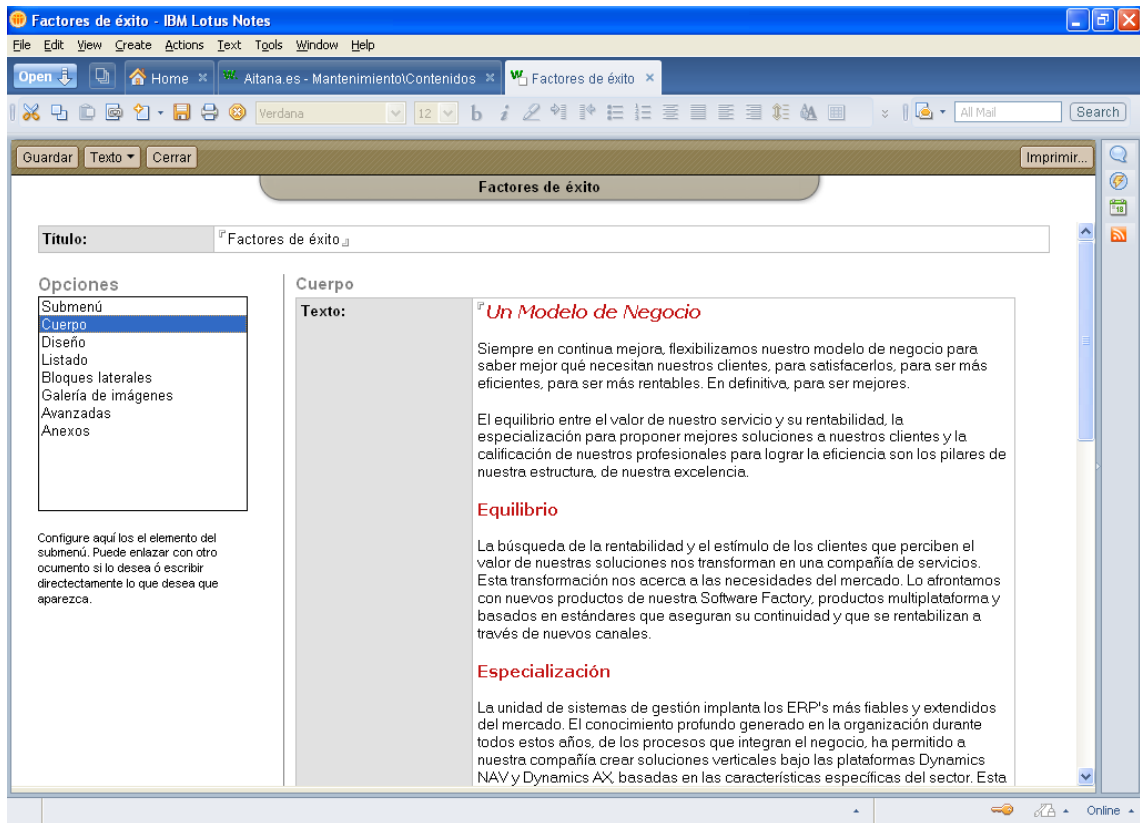 Factores de éxito - IBM Lotus Notes
File Edit View Create Actions Text Tools Window Help
Open Home Aitana.es - Mantenimiento\Contenidos Factores de éxito
Verdana 12 b i All Mail Search
Guardar Texto Cerrar Imprimir...
Factores de éxito
18
Título: Factores de éxito
Opciones
Submenú
Cuerpo
Diseño
Listado
Bloques laterales
Galería de imágenes
Avanzadas
Anexos
Configure aquí los el elemento del
submenú. Puede enlazar con otro
ocumento si lo desea ó escribir
directectamente lo que desea que
aparezca.
Cuerpo
Texto:
Un Modelo de Negocio
Siempre en continua mejora, flexibilizamos nuestro modelo de negocio para
saber mejor qué necesitan nuestros clientes, para satisfacerlos, para ser más
eficientes, para ser más rentables. En definitiva, para ser mejores.
El equilibrio entre el valor de nuestro servicio y su rentabilidad, la
especialización para proponer mejores soluciones a nuestros clientes y la
calificación de nuestros profesionales para lograr la eficiencia son los pilares de
nuestra estructura, de nuestra excelencia.
Equilibrio
La búsqueda de la rentabilidad y el estímulo de los clientes que perciben el
valor de nuestras soluciones nos transforman en una compañía de servicios.
Esta transformación nos acerca a las necesidades del mercado. Lo afrontamos
con nuevos productos de nuestra Software Factory, productos multiplataforma y
basados en estándares que aseguran su continuidad y que se rentabilizan a
través de nuevos canales.
Especialización
La unidad de sistemas de gestión implanta los ERP's más fiables y extendidos
del mercado. El conocimiento profundo generado en la organización durante
todos estos años, de los procesos que integran el negocio, ha permitido a
nuestra compañía crear soluciones verticales bajo las plataformas Dynamics
NAV y Dynamics AX, basadas en las características específicas del sector. Esta
Online